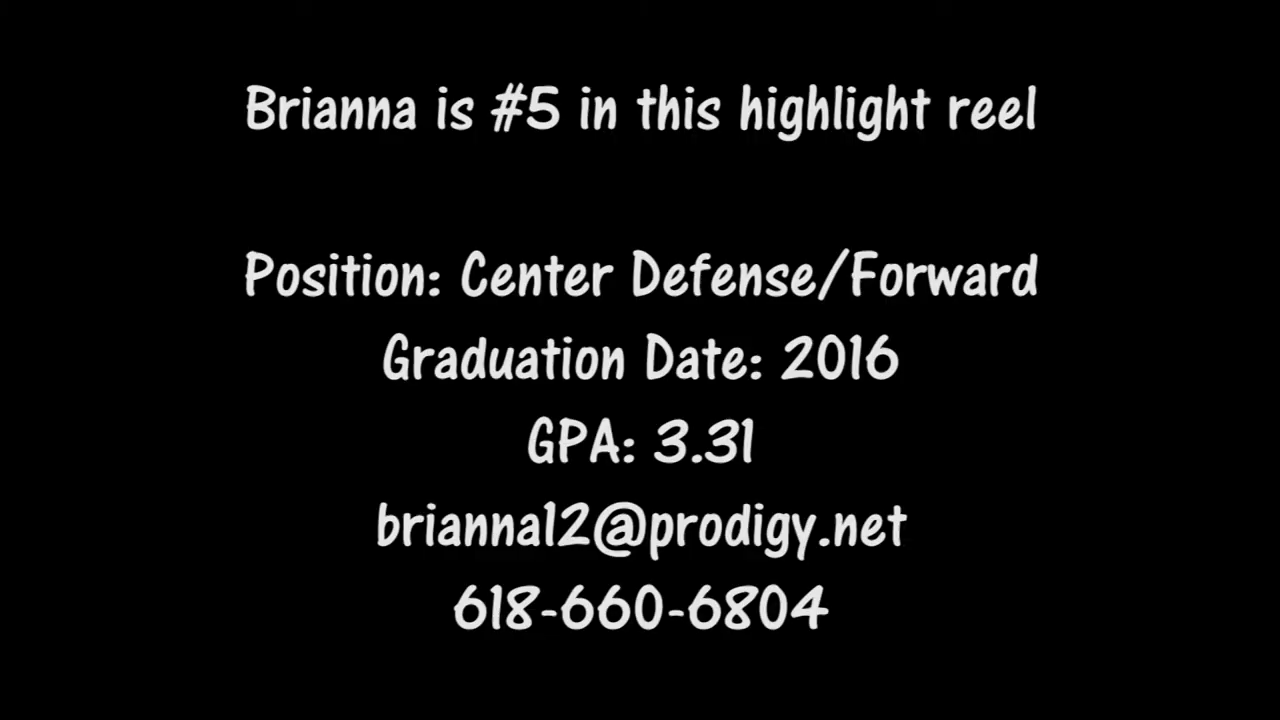 Brianna is #5 in this highlight reel
Position: Center Defense/Forward
Graduation Date: 2016
GPA: 3.31
brianna12@prodigy.net
618-660-6804